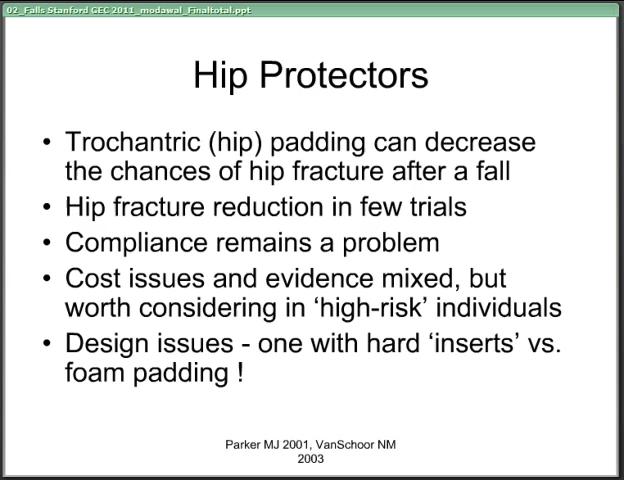 02_Falls Stanford GEC 2011_modawal_Finaltotal.ppt
Hip Protectors
• Trochantric (hip) padding can decrease
the chances of hip fracture after a fall
• Hip fracture reduction in few trials
• Compliance remains a problem
• Cost issues and evidence mixed, but
worth considering in ‘high-risk’ individuals
• Design issues - one with hard ‘inserts’ vs.
foam padding !
Parker MJ 2001, VanSchoor NM
2003